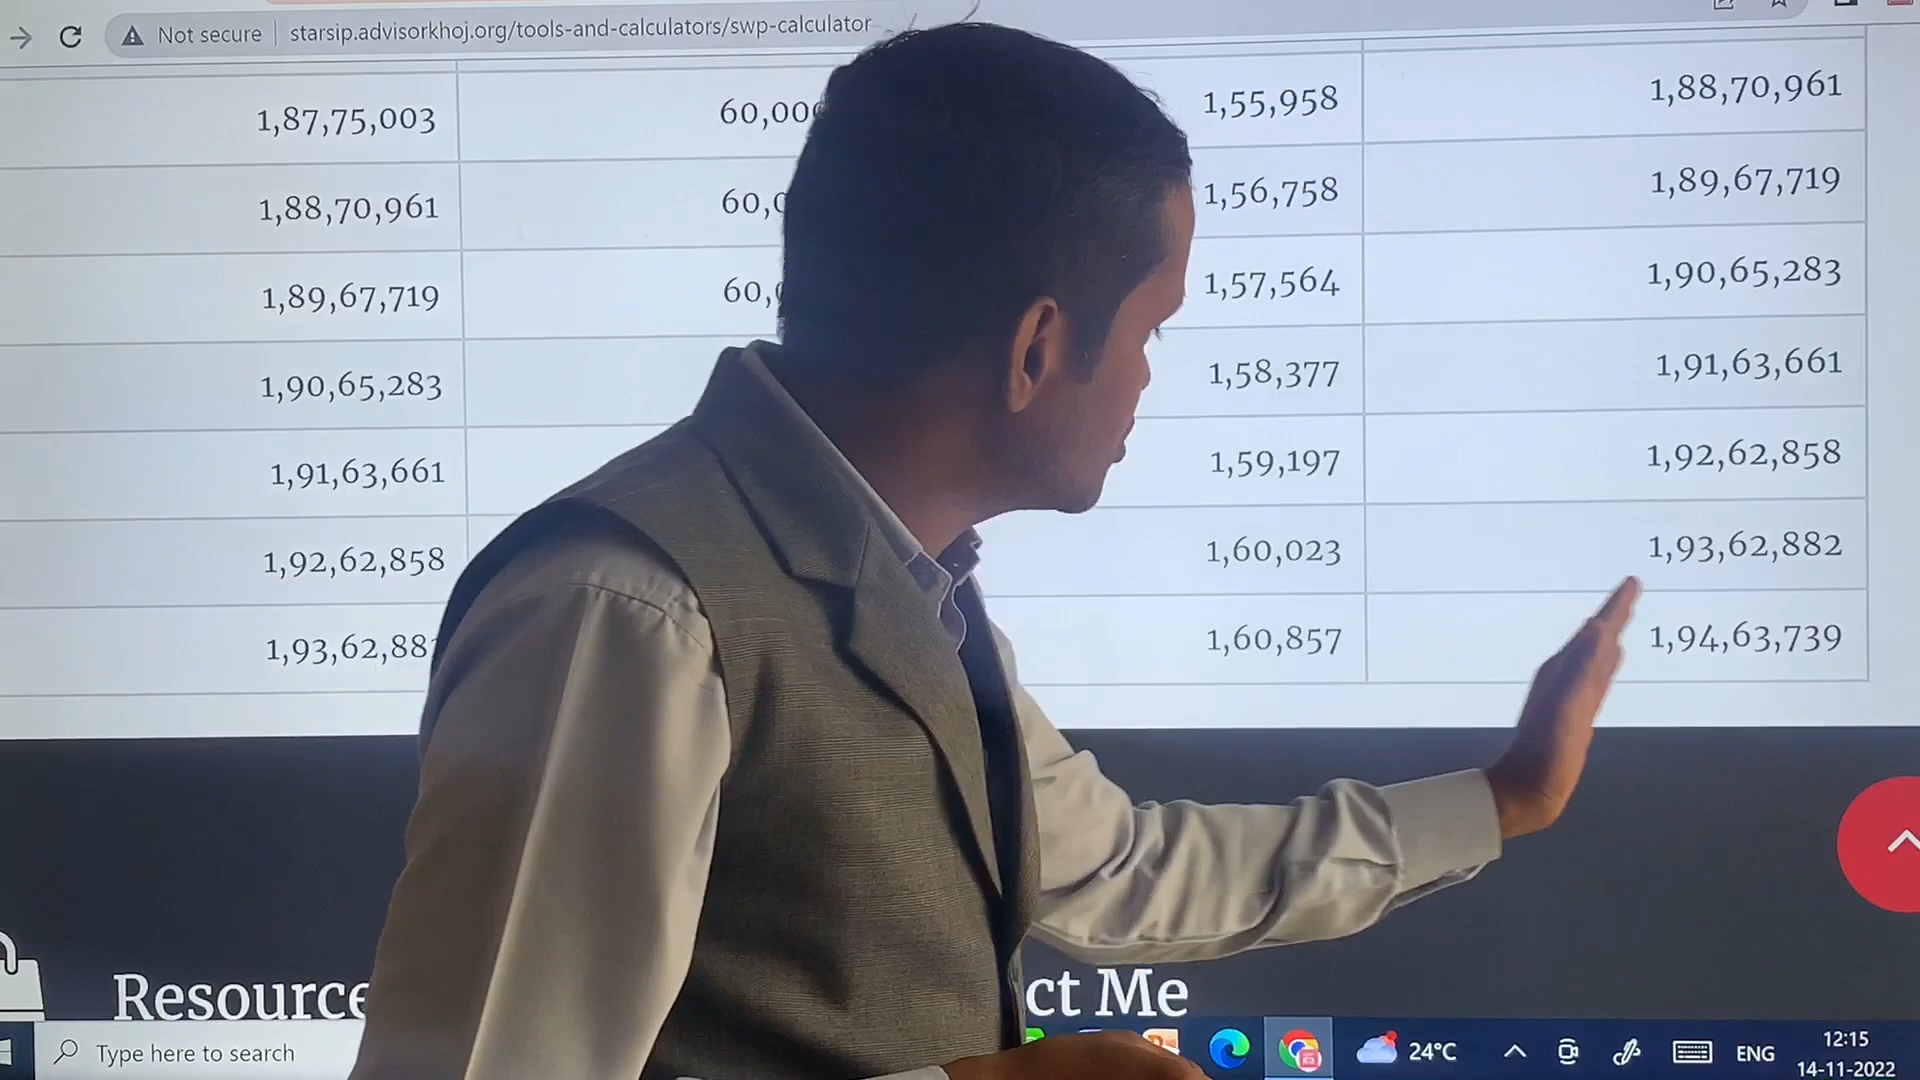 Not secure starsip.advisorkhoj.org/tools-and-calculators/swp-calculator
1,87,75,003 60,000 1,55,958 1,88,70,961
1,88,70,961 60,0 1,56,758 1,89,67,719
1,89,67,719 60, 1,57,564 1,90,65,283
1,90,65,283 1,58,377 1,91,63,661
1,91,63,661 1,59,197 1,92,62,858
1,92,62,858 1,60,023 1,93,62,882
1,93,62,88 1,60,857 1,94,63,739
Resource ct Me
Type here to search 24°C ENG 12:15
14-11-2022